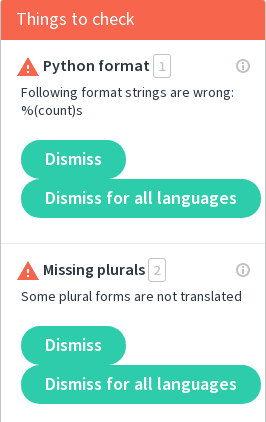 Things to check
Python format 1
Following format strings are wrong:
%(count)s
Dismiss
Dismiss for all languages
Missing plurals 2
Some plural forms are not translated
Dismiss
Dismiss for all languages